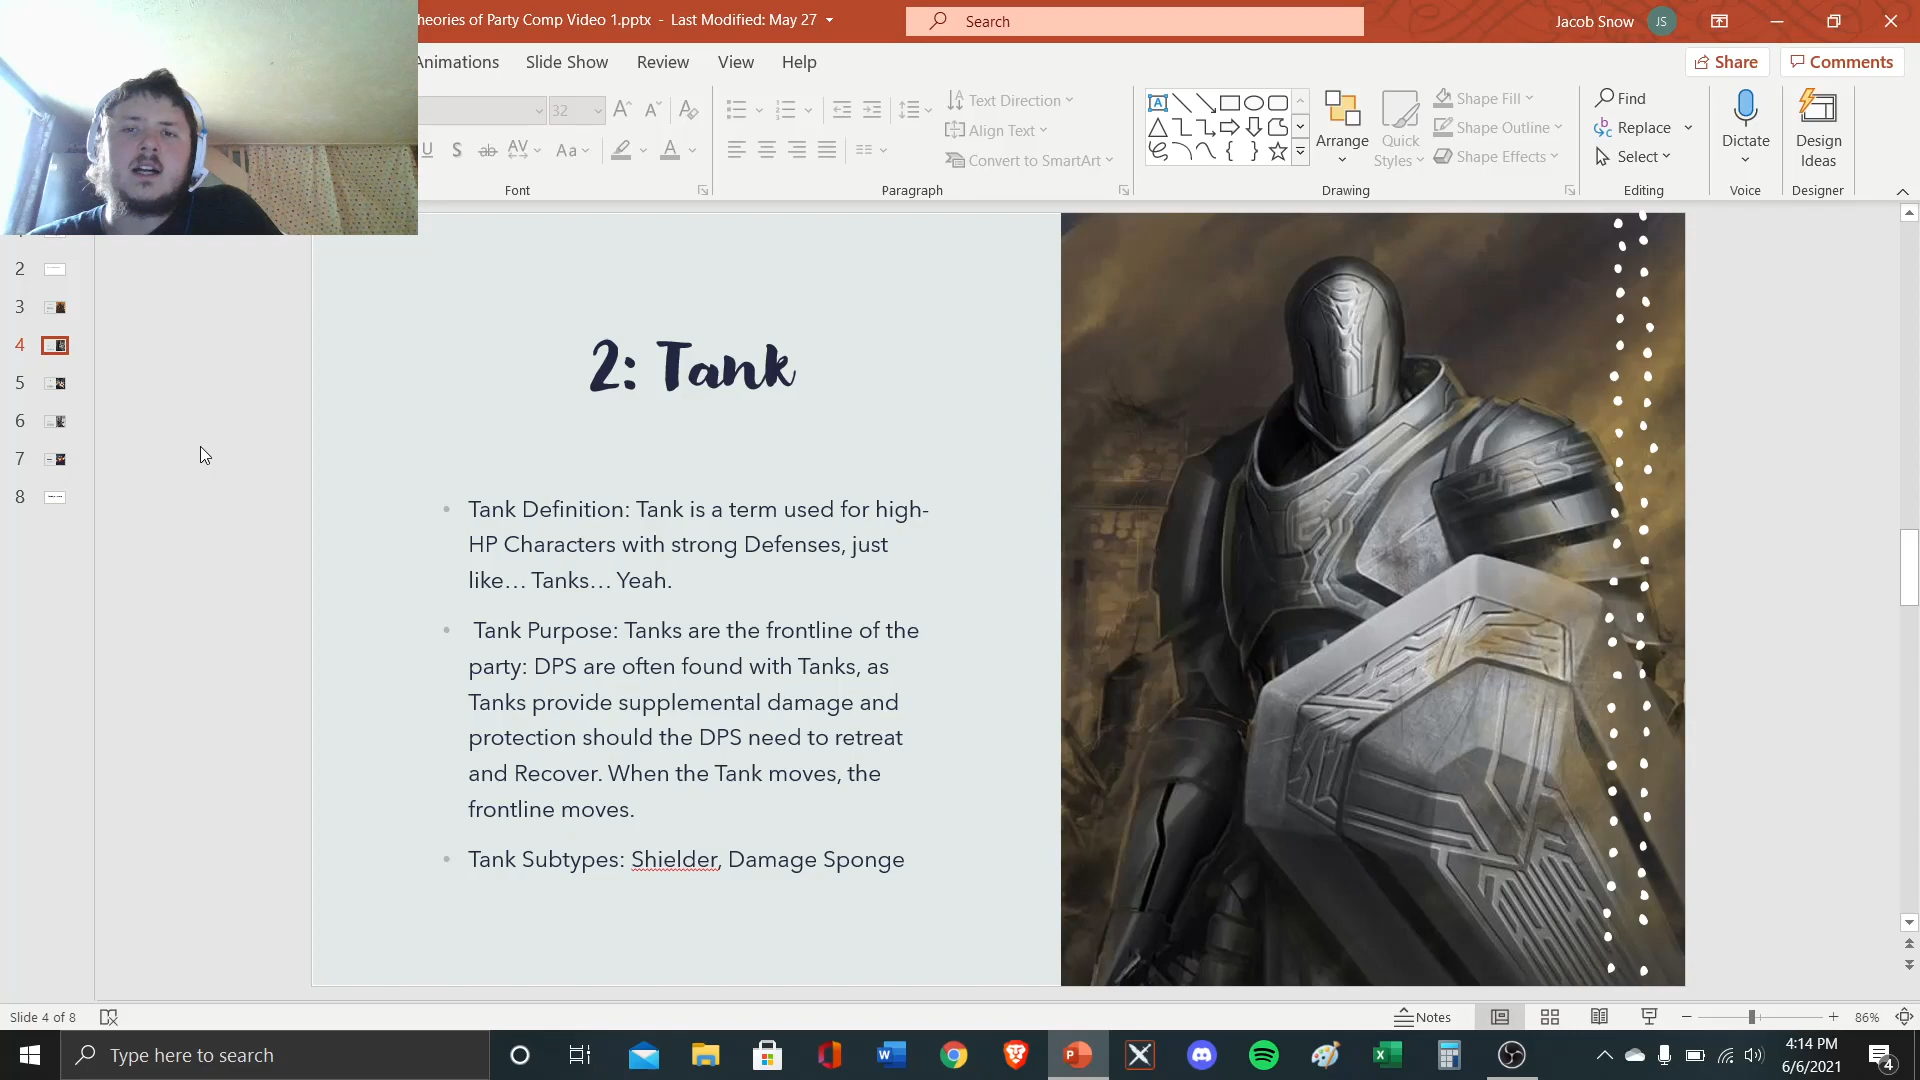 heories of Party Comp Video 1.pptx - Last Modified: May 27
Search
Jacob Snow
JS
Animations
Slide Show
Review
View
Help
Share
Comments
32
Aa
Text Direction
Align Text
Convert to SmartArt
Arrange
Quick
Styles
Shape Fill
Shape Outline
Shape Effects
Find
Replace
Select
Dictate
Design
Ideas
Font
Paragraph
Drawing
Editing
Voice
Designer
2
3
4
5
6
7
8
2: Tank
Tank Definition: Tank is a term used for high-
HP Characters with strong Defenses, just
like... Tanks... Yeah.
Tank Purpose: Tanks are the frontline of the
party: DPS are often found with Tanks, as
Tanks provide supplemental damage and
protection should the DPS need to retreat
and Recover. When the Tank moves, the
frontline moves.
Tank Subtypes: Shielder, Damage Sponge
Slide 4 of 8
Notes
86%
Type here to search
4:14 PM
6/6/2021
4